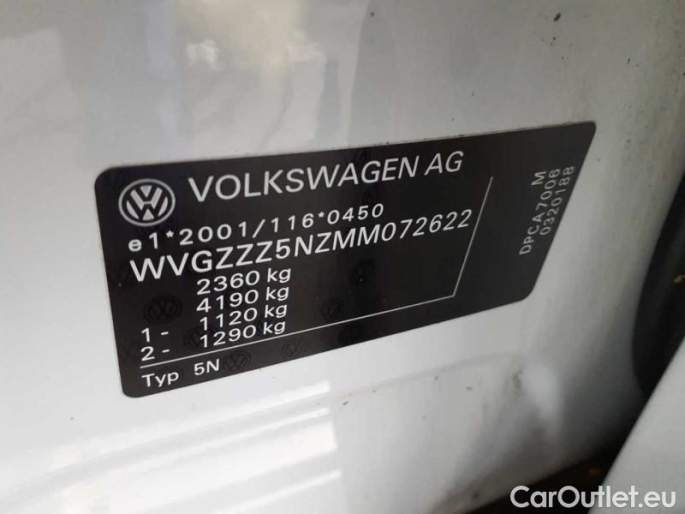 VOLKSWAGEN AG
e1*2001/116*0450
WVGZZZ5NZMM072622
2360 kg
4190 kg
1- 1120 kg
2- 1290 kg
Typ 5N
M
DPCA7006
0320188
CarOutlet.eu